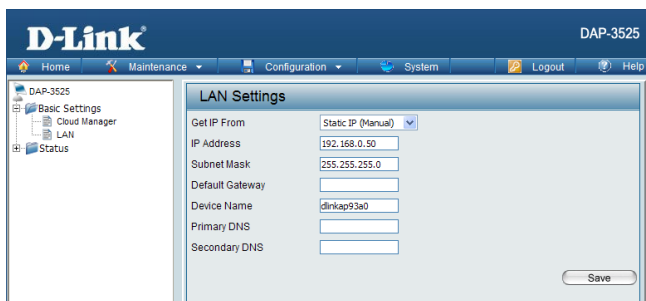 D-Link
DAP-3525
Home Maintenance Configuration System Logout Help
DAP-3525
Basic Settings
Cloud Manager
LAN
Status
LAN Settings
Get IP From Static IP (Manual)
IP Address 192.168.0.50
Subnet Mask 255.255.255.0
Default Gateway
Device Name dlinkap93a0
Primary DNS
Secondary DNS
Save